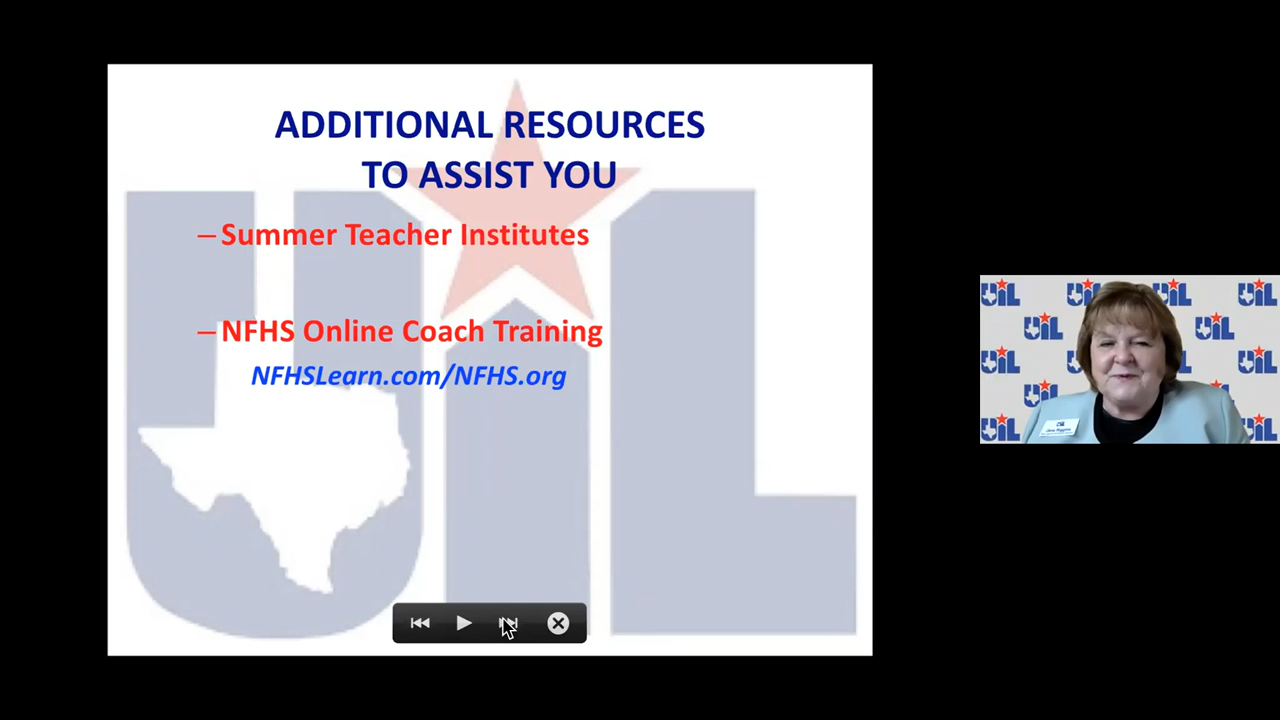 ADDITIONAL RESOURCES
TO ASSIST YOU
– Summer Teacher Institutes
– NFHS Online Coach Training
NFHSLearn.com/NFHS.org
UIL